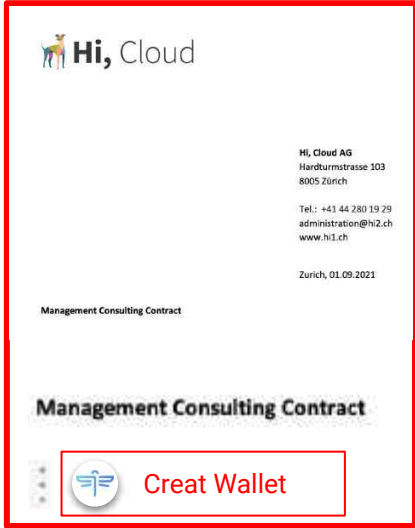 Hi, Cloud
Hi, Cloud AG
Hardturmstrasse 103
8005 Zürich
Tel.: +41 44 280 19 29
administration@hi2.ch
www.hi1.ch
Zurich, 01.09.2021
Management Consulting Contract
Management Consulting Contract
Creat Wallet